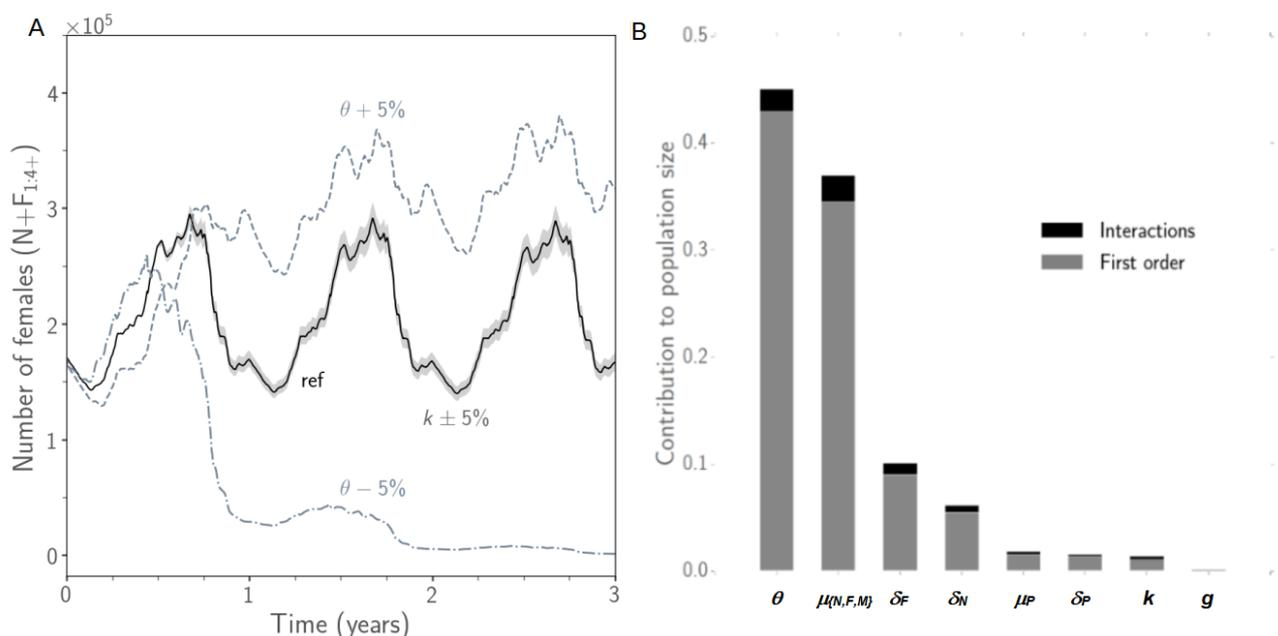 A
×10⁵
Number of females (N+F₁:₄₊)
4
3
2
1
0
θ + 5%
ref
k ± 5%
θ − 5%
0
1
2
3
Time (years)
B
Contribution to population size
0.5
0.4
0.3
0.2
0.1
0.0
Interactions
First order
θ
μ{N,F,M}
δF
δN
μP
δP
k
g